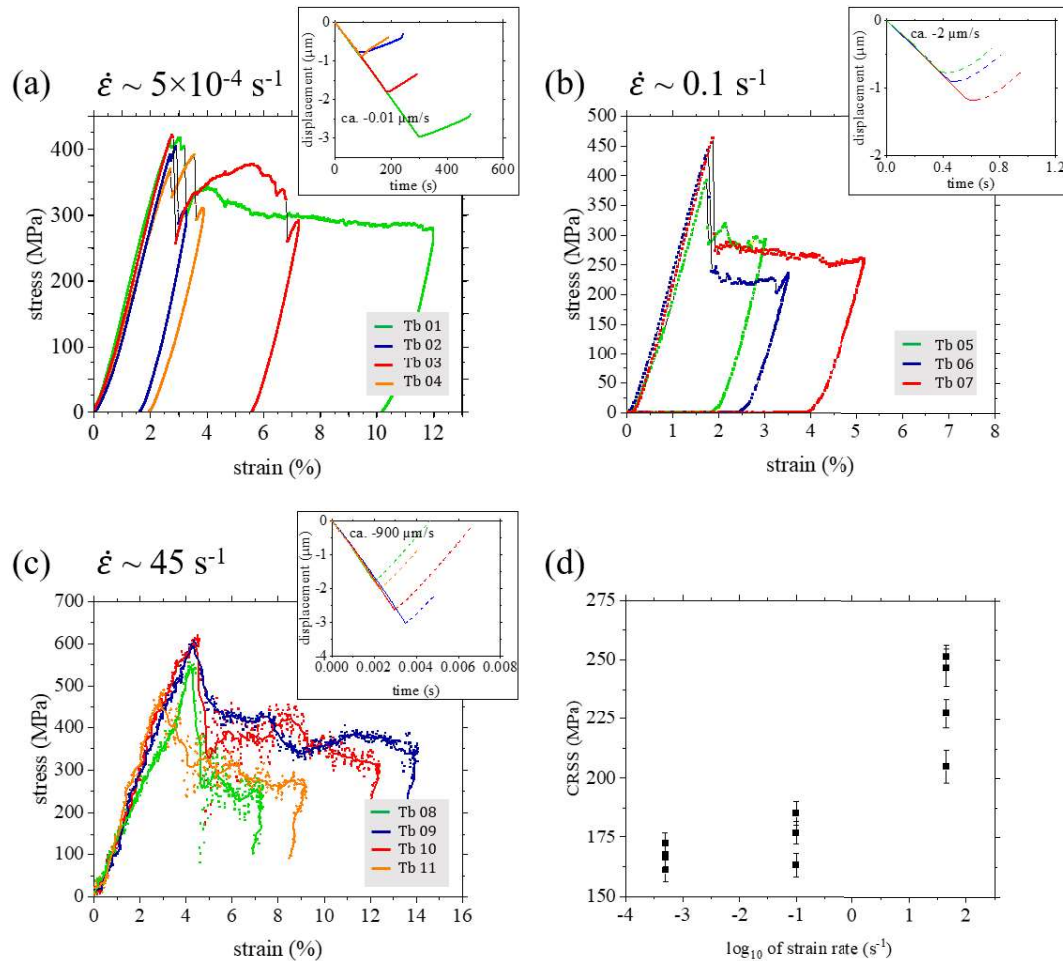 (a) ε̇ ~ 5×10⁻⁴ s⁻¹
stress (MPa)
400
300
200
100
0
0 2 4 6 8 10 12
strain (%)
Tb 01
Tb 02
Tb 03
Tb 04
displacement (μm)
0
-1
-2
-3
ca. -0.01 μm/s
0 200 400 600
time (s)
(b) ε̇ ~ 0.1 s⁻¹
stress (MPa)
500
450
400
350
300
250
200
150
100
50
0
0 1 2 3 4 5 6 7 8
strain (%)
Tb 05
Tb 06
Tb 07
displacement (μm)
0
-1
-2
ca. -2 μm/s
0.0 0.4 0.8 1.2
time (s)
(c) ε̇ ~ 45 s⁻¹
stress (MPa)
700
600
500
400
300
200
100
0
0 2 4 6 8 10 12 14 16
strain (%)
Tb 08
Tb 09
Tb 10
Tb 11
displacement (μm)
0
-1
-2
-3
-4
ca. -900 μm/s
0.000 0.002 0.004 0.006 0.008
time (s)
(d)
CRSS (MPa)
275
250
225
200
175
150
-4 -3 -2 -1 0 1 2
log₁₀ of strain rate (s⁻¹)